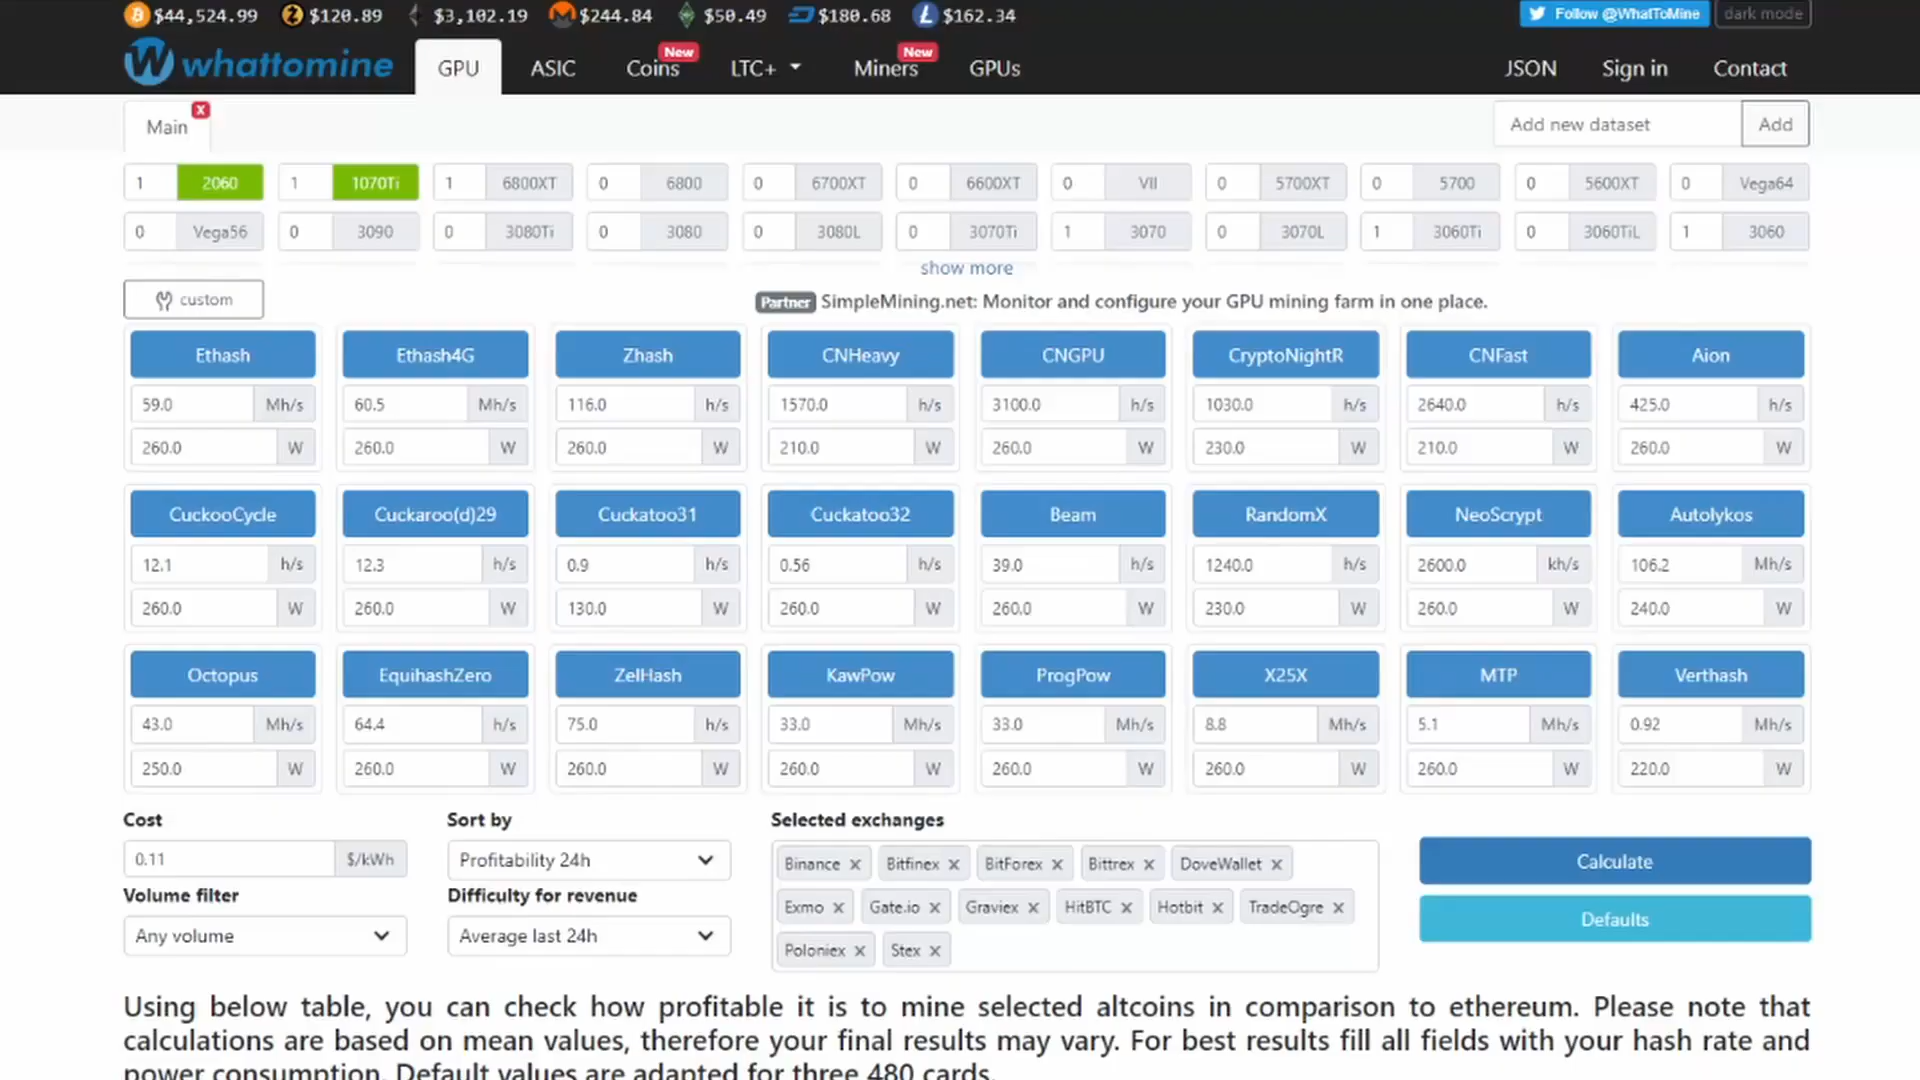 $44,524.99 $120.89 $3,102.19 $244.84 $50.49 $180.68 $162.34 Follow @WhatToMine dark mode
whattomine GPU ASIC Coins New LTC+ Miners New GPUs JSON Sign in Contact
Main x Add new dataset Add
1 2060 1 1070Ti 1 6800XT 0 6800 0 6700XT 0 6600XT 0 VII 0 5700XT 0 5700 0 5600XT 0 Vega64
0 Vega56 0 3090 0 3080Ti 0 3080 0 3080L 0 3070Ti 1 3070 0 3070L 1 3060Ti 0 3060TiL 1 3060
show more
custom Partner SimpleMining.net: Monitor and configure your GPU mining farm in one place.
Ethash Ethash4G Zhash CNHeavy CNGPU CryptoNightR CNFast Aion
59.0 Mh/s 60.5 Mh/s 116.0 h/s 1570.0 h/s 3100.0 h/s 1030.0 h/s 2640.0 h/s 425.0 h/s
260.0 W 260.0 W 260.0 W 210.0 W 260.0 W 230.0 W 210.0 W 260.0 W
CuckooCycle Cuckaroo(d)29 Cuckatoo31 Cuckatoo32 Beam RandomX NeoScrypt Autolykos
12.1 h/s 12.3 h/s 0.9 h/s 0.56 h/s 39.0 h/s 1240.0 h/s 2600.0 kh/s 106.2 Mh/s
260.0 W 260.0 W 130.0 W 260.0 W 260.0 W 230.0 W 260.0 W 240.0 W
Octopus EquihashZero ZelHash KawPow ProgPow X25X MTP Verthash
43.0 Mh/s 64.4 h/s 75.0 h/s 33.0 Mh/s 33.0 Mh/s 8.8 Mh/s 5.1 Mh/s 0.92 Mh/s
250.0 W 260.0 W 260.0 W 260.0 W 260.0 W 260.0 W 260.0 W 220.0 W
Cost Sort by Selected exchanges
0.11 $/kWh Profitability 24h Binance × Bitfinex × BitForex × Bittrex × DoveWallet × Calculate
Volume filter Difficulty for revenue Exmo × Gate.io × Graviex × HitBTC × Hotbit × TradeOgre × Defaults
Any volume Average last 24h Poloniex × Stex ×
Using below table, you can check how profitable it is to mine selected altcoins in comparison to ethereum. Please note that
calculations are based on mean values, therefore your final results may vary. For best results fill all fields with your hash rate and
power consumption. Default values are adapted for three 480 cards.